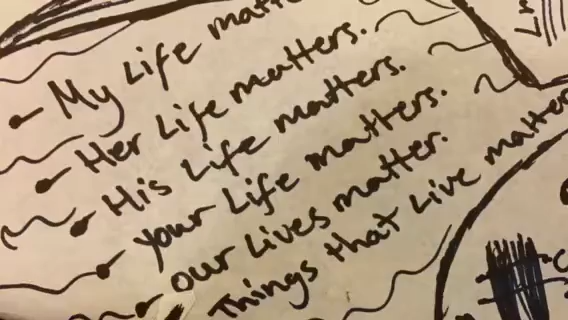 My Life matte
Her Life matters.
His Life matters.
your Life matters.
our Lives matter.
Things that Live matter